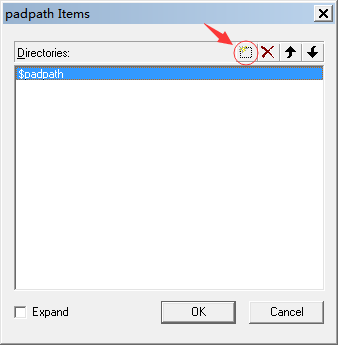 padpath Items
Directories:
$padpath
Expand
OK
Cancel